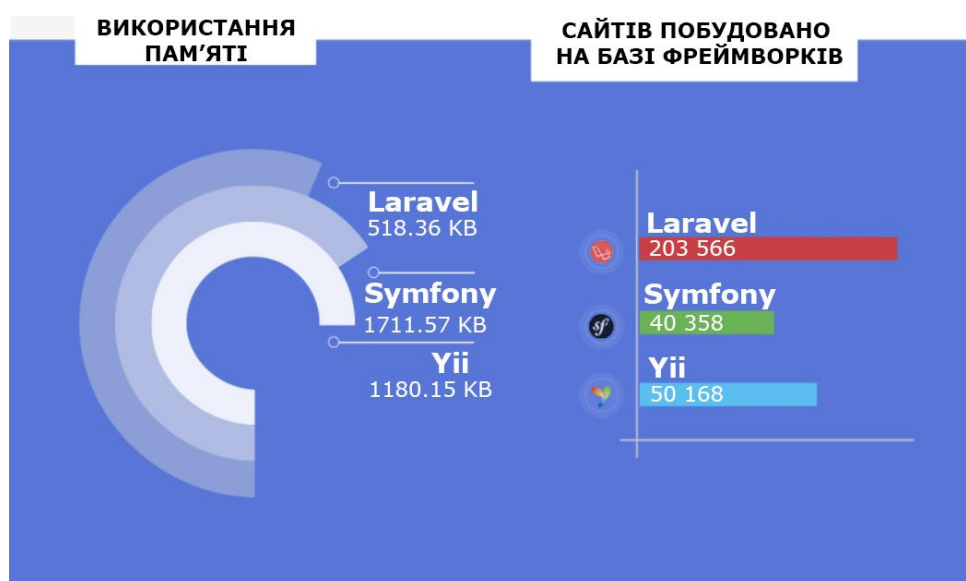 ВИКОРИСТАННЯ
ПАМ’ЯТІ
Laravel
518.36 KB
Symfony
1711.57 KB
Yii
1180.15 KB
САЙТІВ ПОБУДОВАНО
НА БАЗІ ФРЕЙМВОРКІВ
Laravel
203 566
Symfony
sf
40 358
Yii
50 168